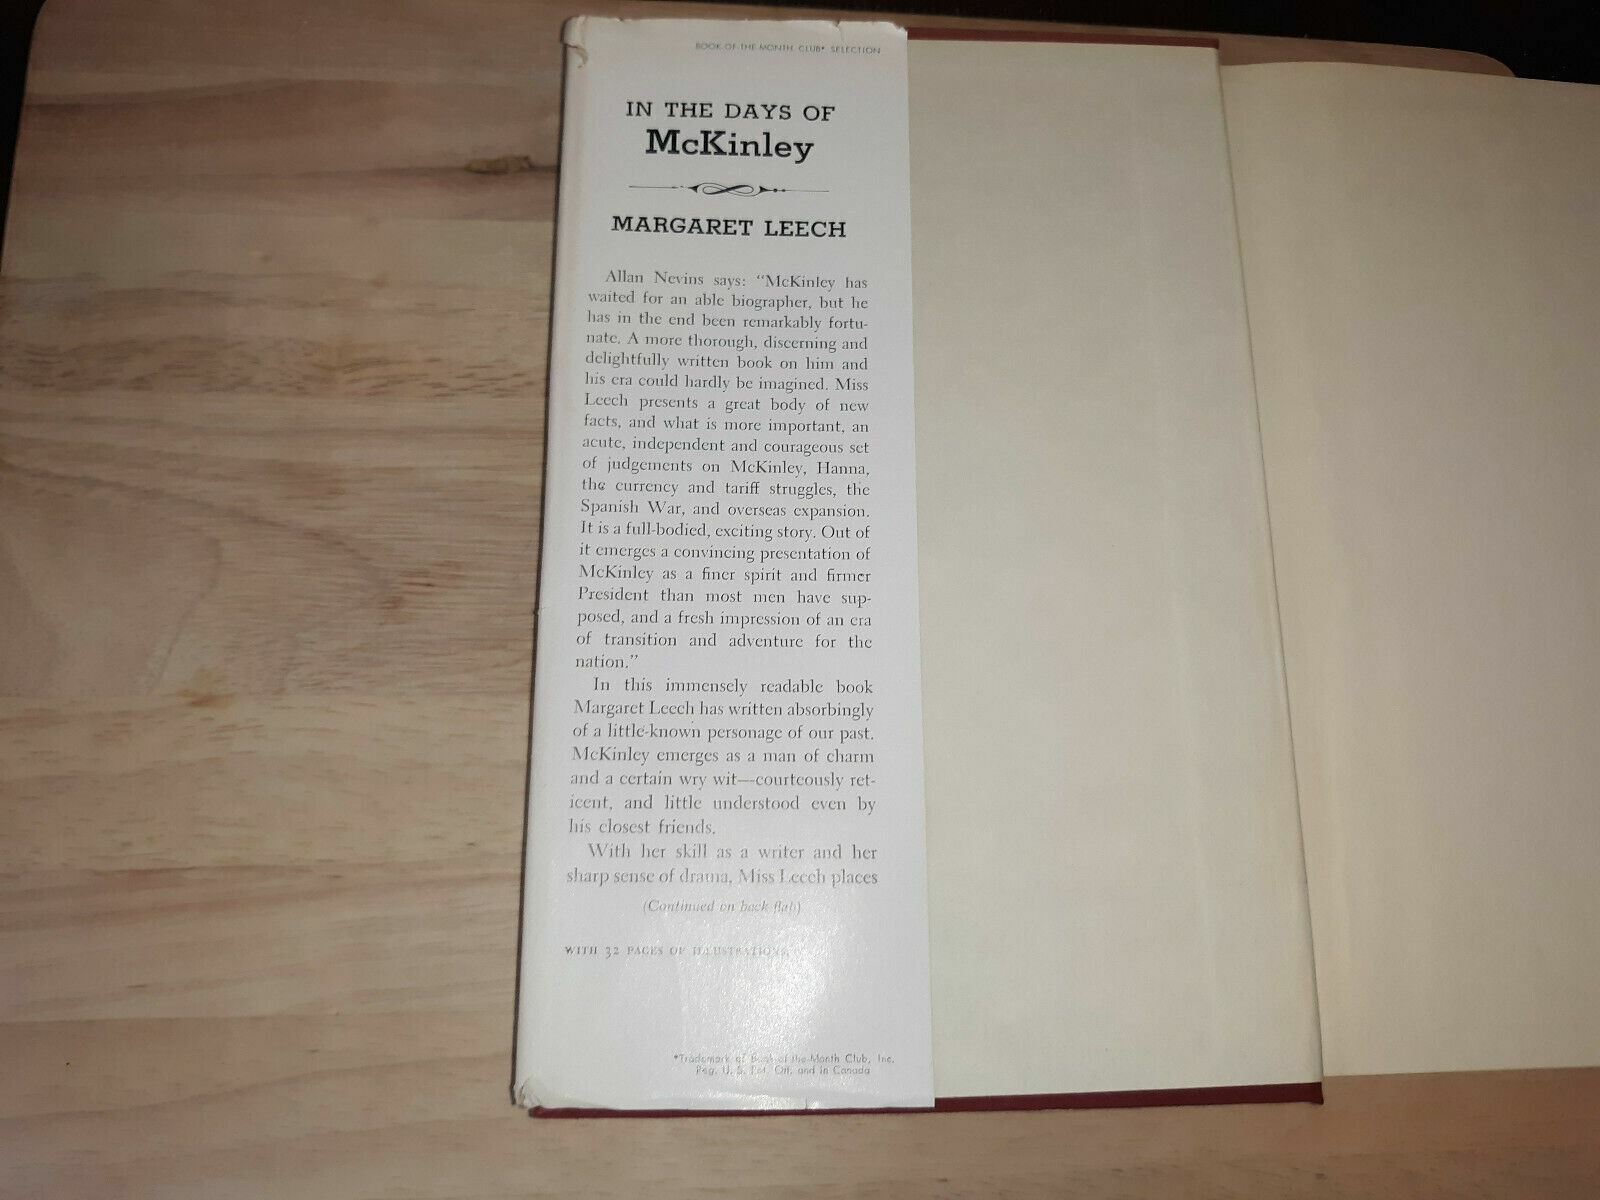 BOOK-OF-THE-MONTH CLUB* SELECTION
IN THE DAYS OF
McKinley
MARGARET LEECH
Allan Nevins says: “McKinley has
waited for an able biographer, but he
has in the end been remarkably fortu-
nate. A more thorough, discerning and
delightfully written book on him and
his era could hardly be imagined. Miss
Leech presents a great body of new
facts, and what is more important, an
acute, independent and courageous set
of judgements on McKinley, Hanna,
the currency and tariff struggles, the
Spanish War, and overseas expansion.
It is a full-bodied, exciting story. Out of
it emerges a convincing presentation of
McKinley as a finer spirit and firmer
President than most men have sup-
posed, and a fresh impression of an era
of transition and adventure for the
nation.”
In this immensely readable book
Margaret Leech has written absorbingly
of a little-known personage of our past.
McKinley emerges as a man of charm
and a certain wry wit—courteously ret-
icent, and little understood even by
his closest friends.
With her skill as a writer and her
sharp sense of drama, Miss Leech places
(Continued on back flap)
WITH 32 PAGES OF ILLUSTRATIONS
*Trademark of Book-of-the-Month Club, Inc.
Reg. U. S. Pat. Off. and in Canada